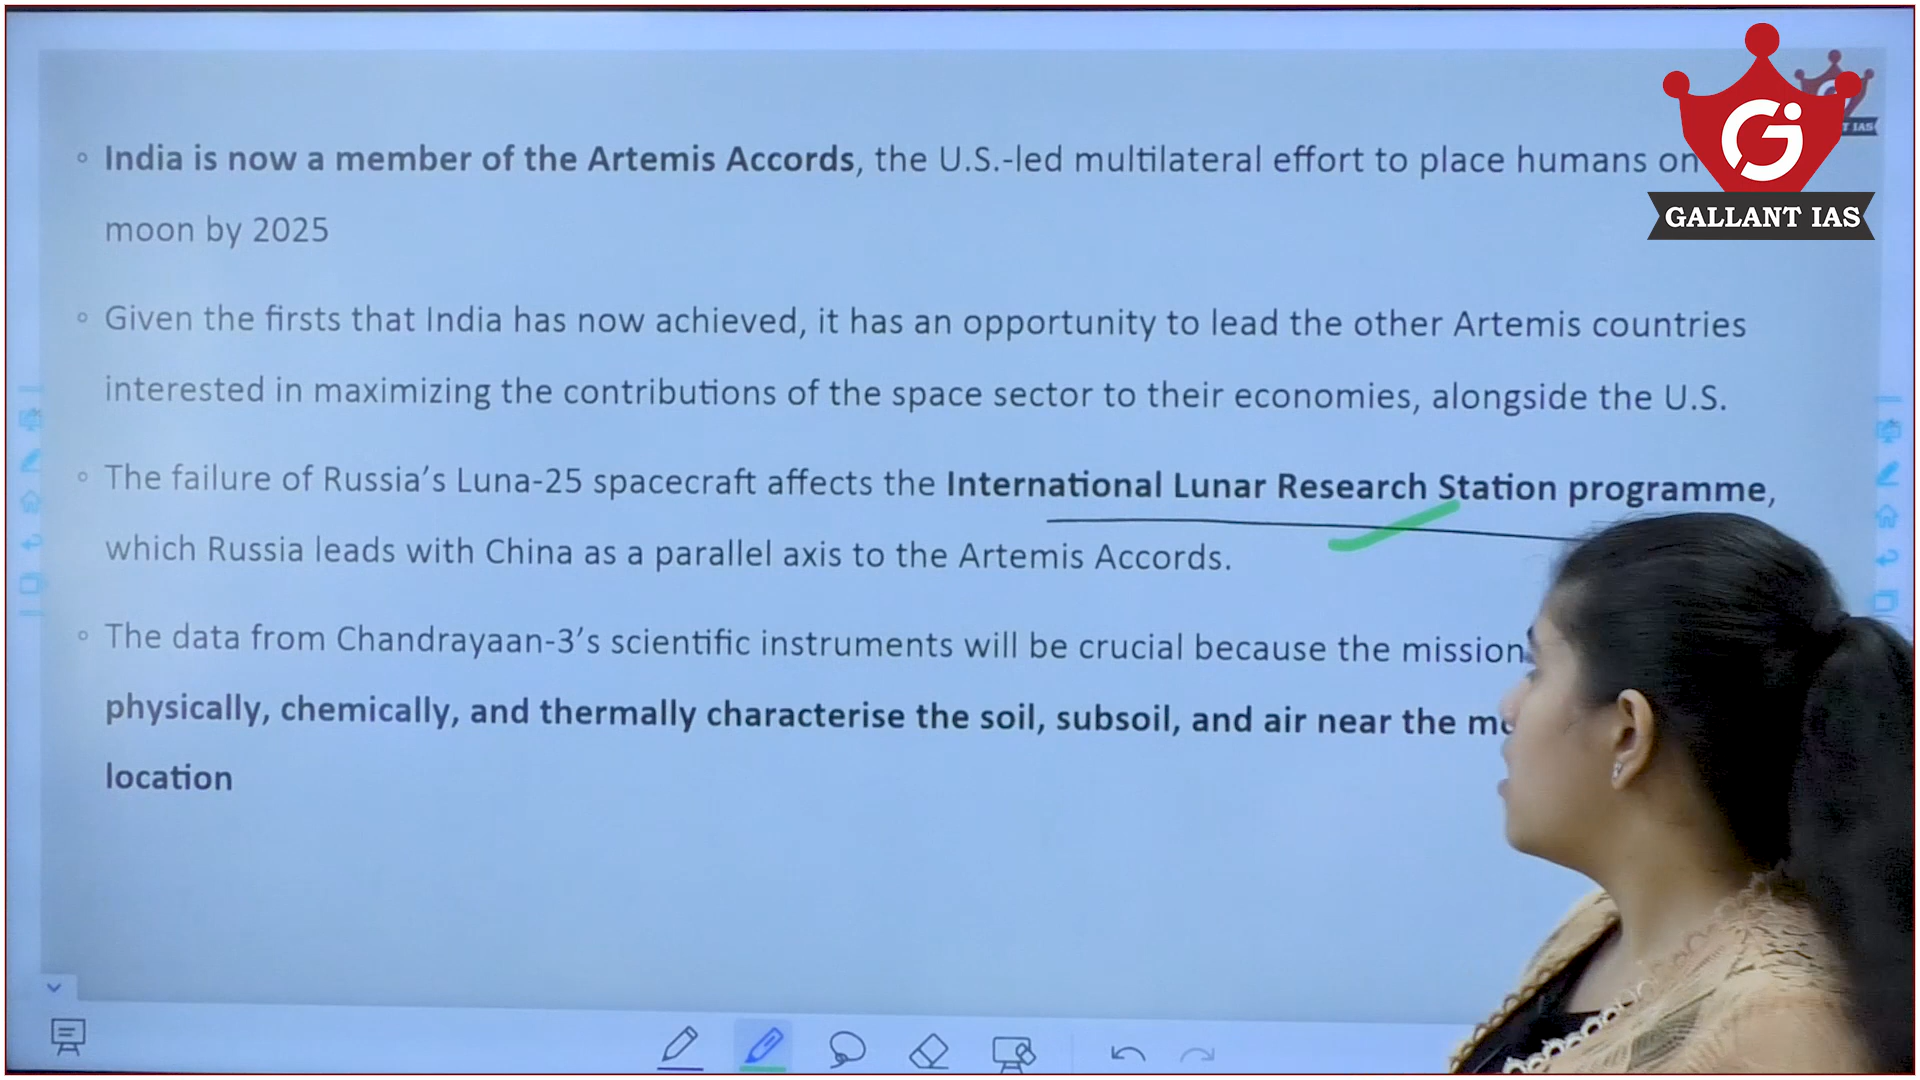 India is now a member of the Artemis Accords, the U.S.-led multilateral effort to place humans on
moon by 2025
Given the firsts that India has now achieved, it has an opportunity to lead the other Artemis countries
interested in maximizing the contributions of the space sector to their economies, alongside the U.S.
The failure of Russia's Luna-25 spacecraft affects the International Lunar Research Station programme,
which Russia leads with China as a parallel axis to the Artemis Accords.
The data from Chandrayaan-3's scientific instruments will be crucial because the mission
physically, chemically, and thermally characterise the soil, subsoil, and air near the
location
GALLANT IAS
T IAS